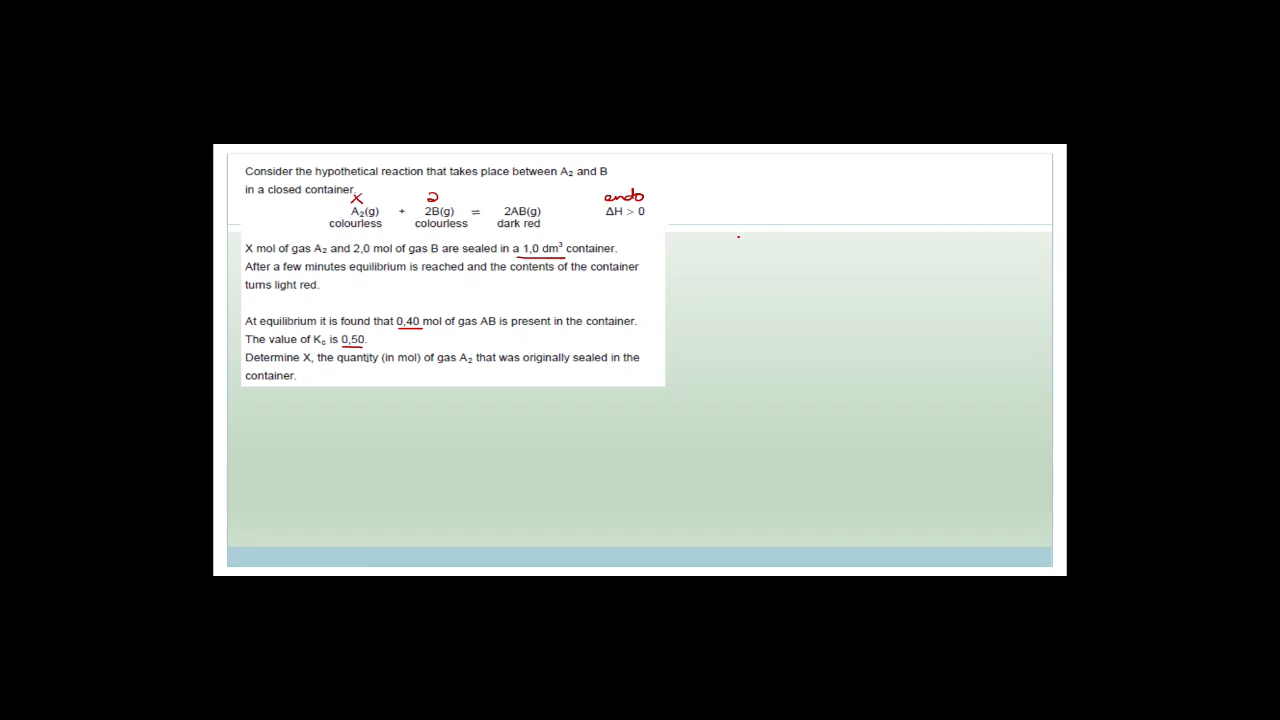 Consider the hypothetical reaction that takes place between A₂ and B
in a closed container.
X 2 endo
A₂(g) + 2B(g) = 2AB(g) ΔH > 0
colourless colourless dark red
X mol of gas A₂ and 2,0 mol of gas B are sealed in a 1,0 dm³ container.
After a few minutes equilibrium is reached and the contents of the container
turns light red.
At equilibrium it is found that 0,40 mol of gas AB is present in the container.
The value of Kc is 0,50.
Determine X, the quantity (in mol) of gas A₂ that was originally sealed in the
container.